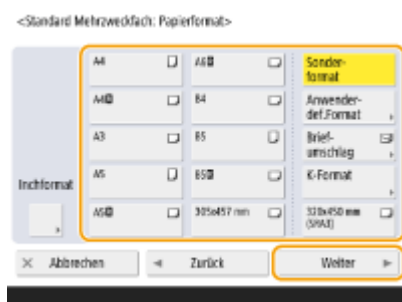 <Standard Mehrzweckfach: Papierformat>
A4
A6R
Sonder-
format
A4R
B4
Anwender-
def.Format
A3
B5
Brief-
umschlag
Inchformat
A5
B5R
K-Format
A5R
305x457 mm
320x450 mm
(SRA3)
Abbrechen
Zurück
Weiter